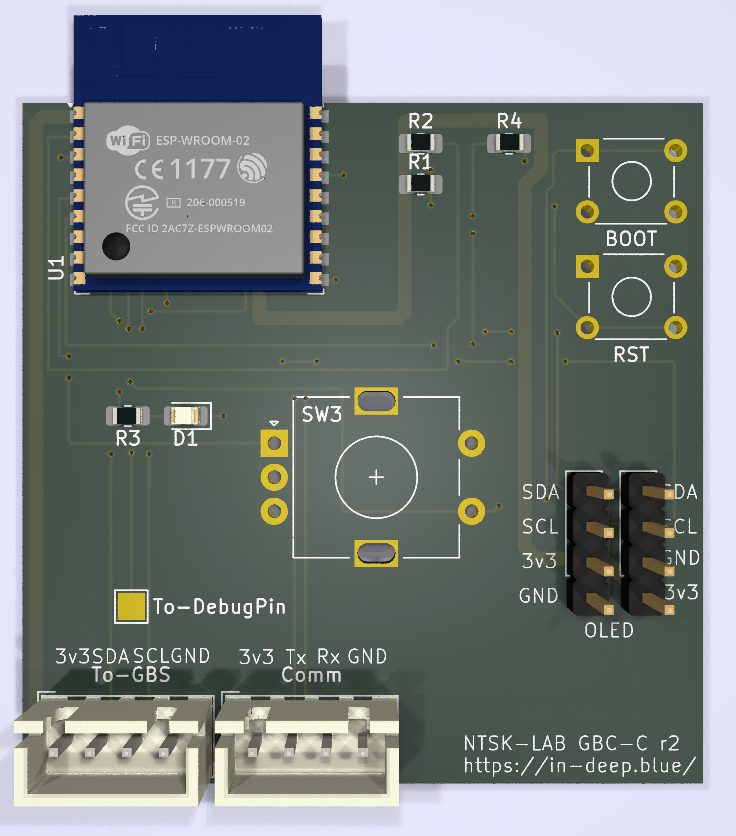 WiFi ESP-WROOM-02
CE1177
R 206-000519
FCC ID 2AC7Z-ESPWROOM02
U1
R2
R4
R1
BOOT
RST
SW3
R3
D1
SDA
SCL
3v3
GND
SDA
SCL
GND
3v3
OLED
To-DebugPin
3v3SDASCLGND
To-GBS
3v3 Tx Rx GND
Comm
NTSK-LAB GBC-C r2
https://in-deep.blue/